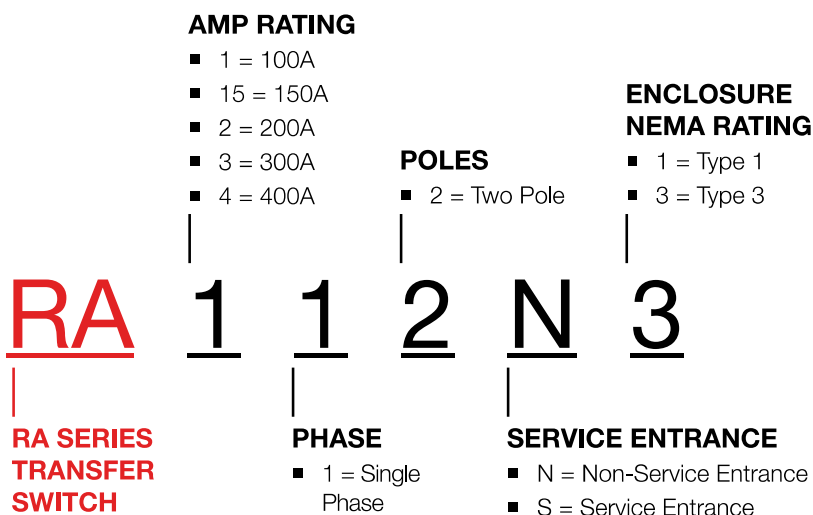 AMP RATING
▪ 1 = 100A
▪ 15 = 150A
▪ 2 = 200A
▪ 3 = 300A
▪ 4 = 400A
POLES
▪ 2 = Two Pole
ENCLOSURE
NEMA RATING
▪ 1 = Type 1
▪ 3 = Type 3
RA 1 1 2 N 3
RA SERIES
TRANSFER
SWITCH
PHASE
▪ 1 = Single
Phase
SERVICE ENTRANCE
▪ N = Non-Service Entrance
▪ S = Service Entrance